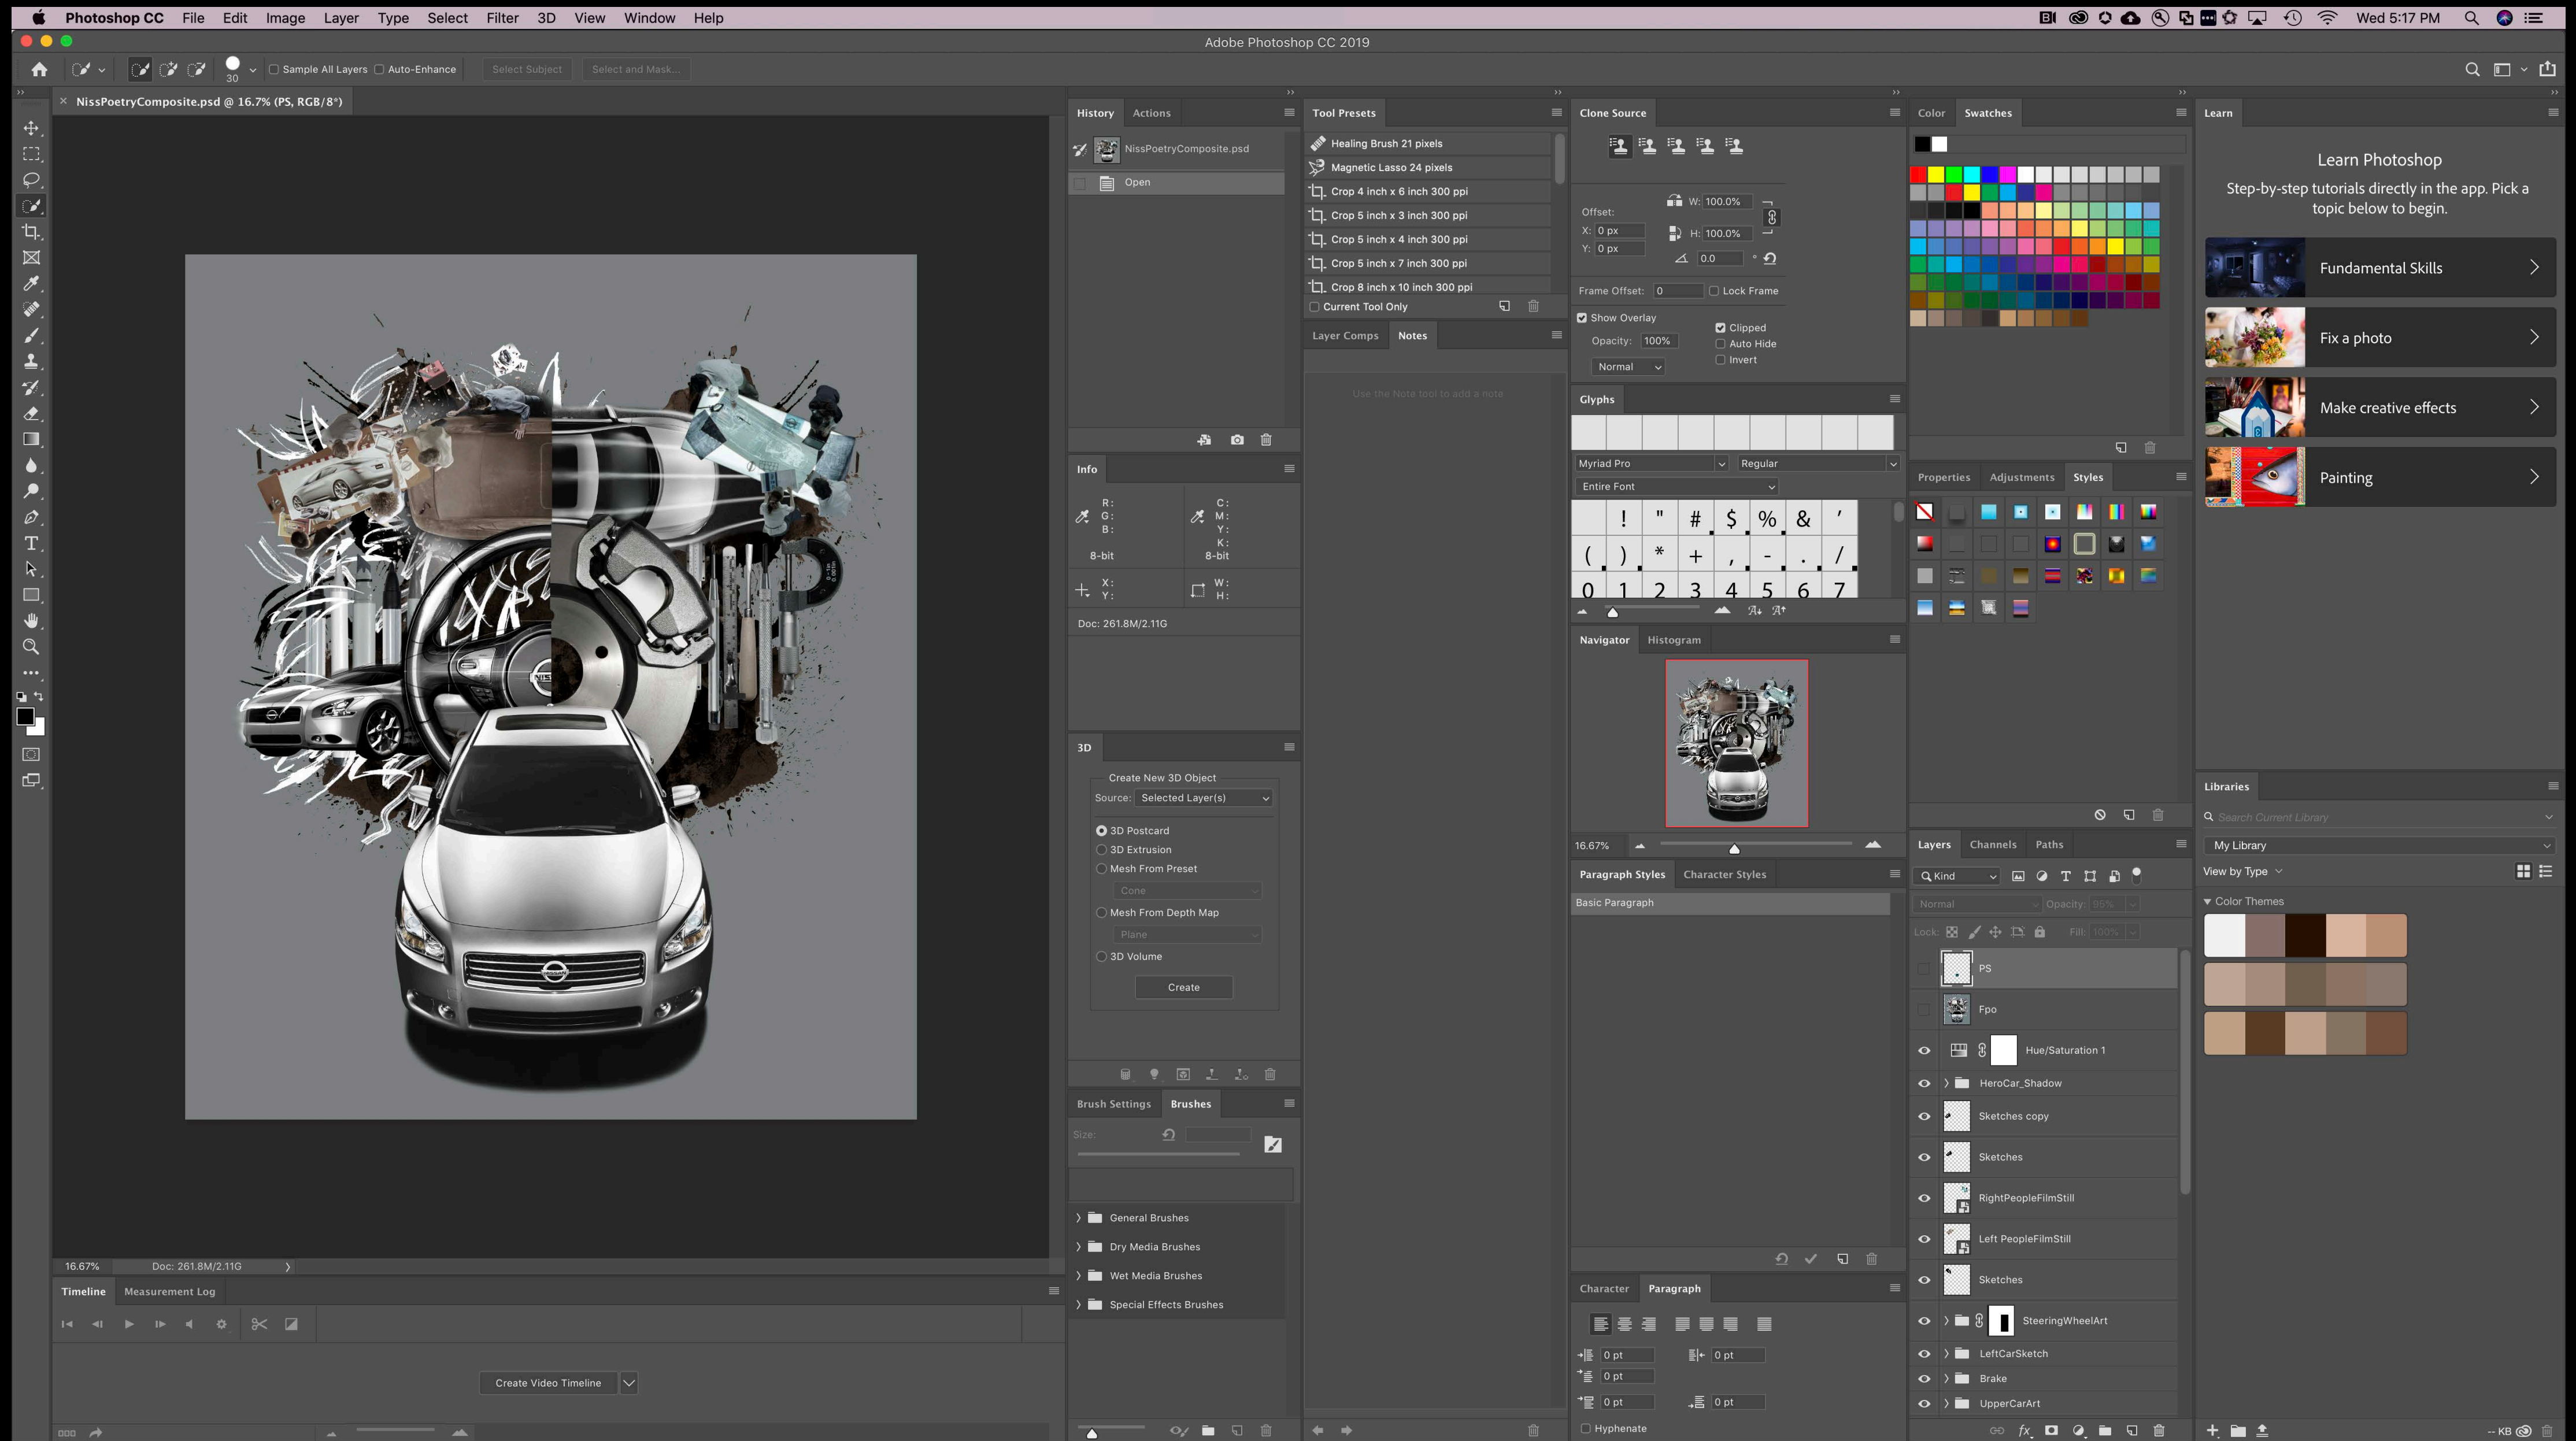 Photoshop CC File Edit Image Layer Type Select Filter 3D View Window Help Wed 5:17 PM
Adobe Photoshop CC 2019
30 Sample All Layers Auto-Enhance Select Subject Select and Mask...
NissPoetryComposite.psd @ 16.7% (PS, RGB/8*)
16.67% Doc: 261.8M/2.11G
Timeline Measurement Log
Create Video Timeline
History Actions
NissPoetryComposite.psd
Open
Info
R: C:
G: M:
B: Y:
K:
8-bit 8-bit
X: W:
Y: H:
Doc: 261.8M/2.11G
3D
Create New 3D Object
Source: Selected Layer(s)
3D Postcard
3D Extrusion
Mesh From Preset
Cone
Mesh From Depth Map
Plane
3D Volume
Create
Brush Settings Brushes
Size:
General Brushes
Dry Media Brushes
Wet Media Brushes
Special Effects Brushes
Tool Presets
Healing Brush 21 pixels
Magnetic Lasso 24 pixels
Crop 4 inch x 6 inch 300 ppi
Crop 5 inch x 3 inch 300 ppi
Crop 5 inch x 4 inch 300 ppi
Crop 5 inch x 7 inch 300 ppi
Crop 8 inch x 10 inch 300 ppi
Current Tool Only
Layer Comps Notes
Use the Note tool to add a note
Clone Source
Offset: W: 100.0%
X: 0 px
Y: 0 px H: 100.0%
0.0 °
Frame Offset: 0 Lock Frame
Show Overlay Clipped
Opacity: 100% Auto Hide
Normal Invert
Glyphs
Myriad Pro Regular
Entire Font
! " # $ % & '
( ) * + , - . /
0 1 2 3 4 5 6 7
Navigator Histogram
16.67%
Paragraph Styles Character Styles
Basic Paragraph
Character Paragraph
0 pt 0 pt
0 pt
0 pt 0 pt
Hyphenate
Color Swatches
Properties Adjustments Styles
Layers Channels Paths
Kind
Normal Opacity: 95%
Lock: Fill: 100%
PS
Fpo
Hue/Saturation 1
HeroCar_Shadow
Sketches copy
Sketches
RightPeopleFilmStill
Left PeopleFilmStill
Sketches
SteeringWheelArt
LeftCarSketch
Brake
UpperCarArt
Learn
Learn Photoshop
Step-by-step tutorials directly in the app. Pick a
topic below to begin.
Fundamental Skills
Fix a photo
Make creative effects
Painting
Libraries
Search Current Library
My Library
View by Type
Color Themes
-- KB